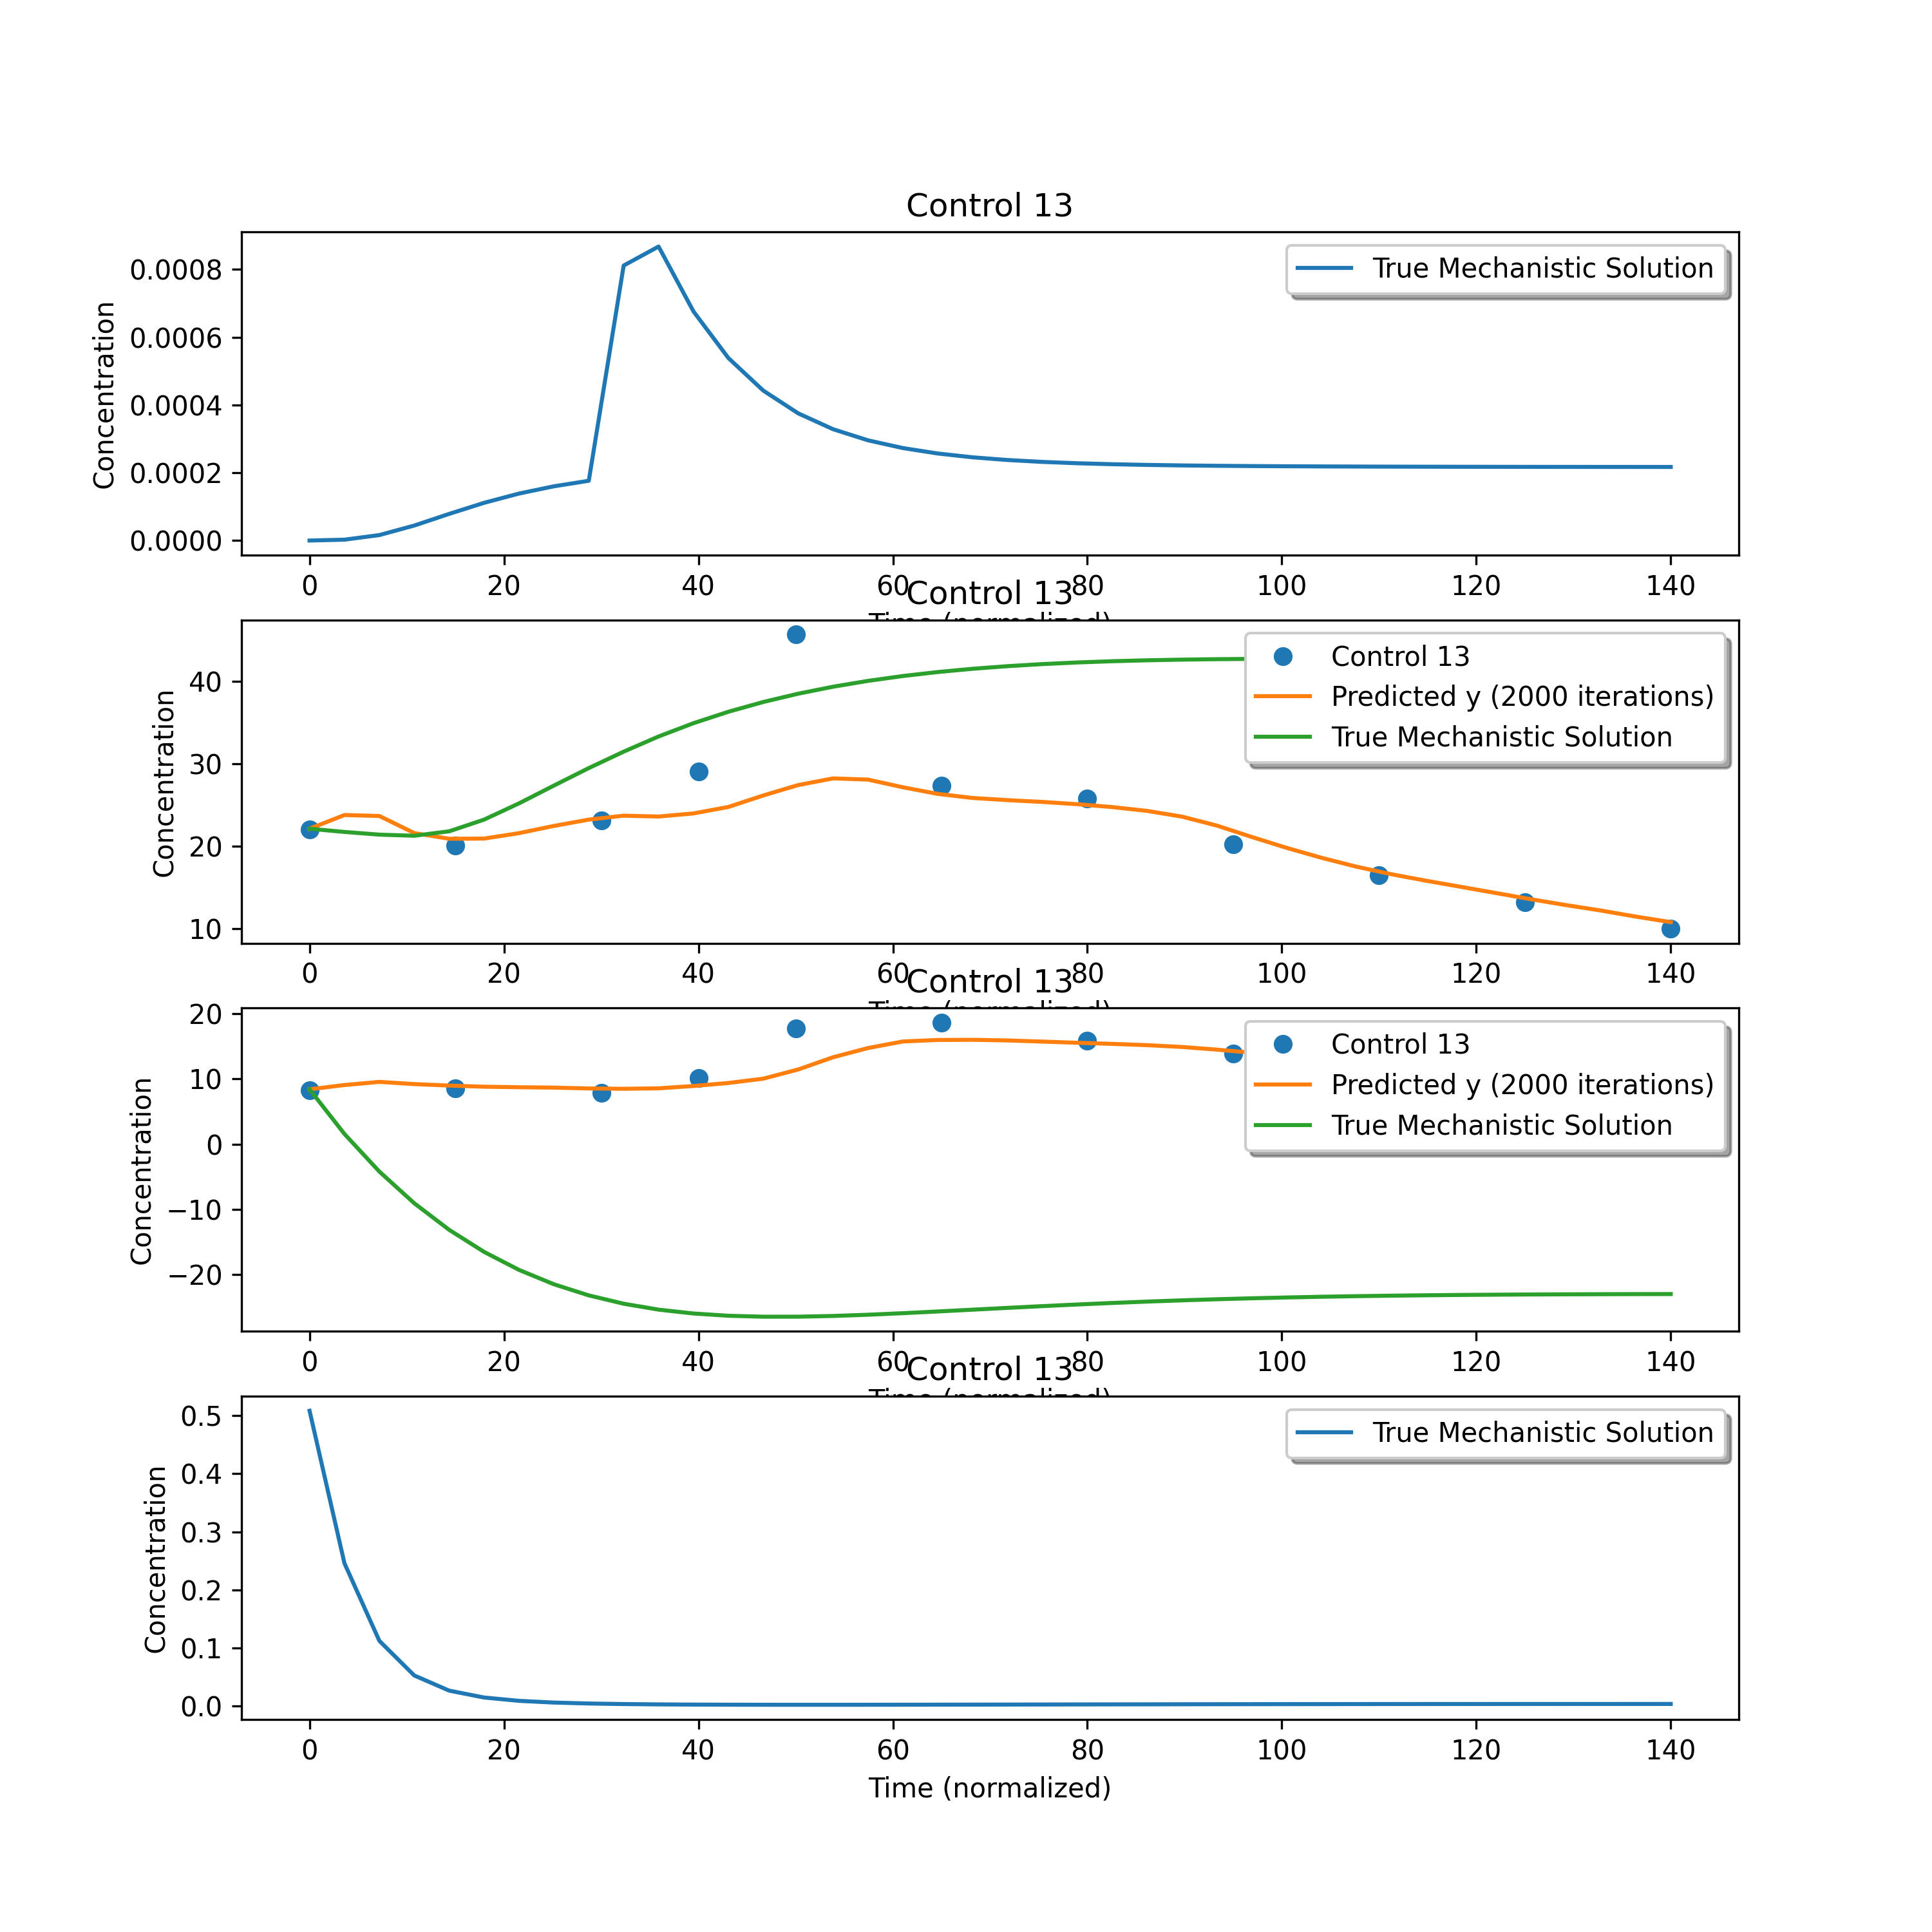 Control 13
Concentration
0.0008
0.0006
0.0004
0.0002
0.0000
True Mechanistic Solution
0 20 40 60 80 100 120 140
Control 13
Concentration
40
30
20
10
Control 13
Predicted y (2000 iterations)
True Mechanistic Solution
0 20 40 60 80 100 120 140
Control 13
Concentration
20
10
0
−10
−20
Control 13
Predicted y (2000 iterations)
True Mechanistic Solution
0 20 40 60 80 100 120 140
Control 13
Concentration
0.5
0.4
0.3
0.2
0.1
0.0
True Mechanistic Solution
0 20 40 60 80 100 120 140
Time (normalized)